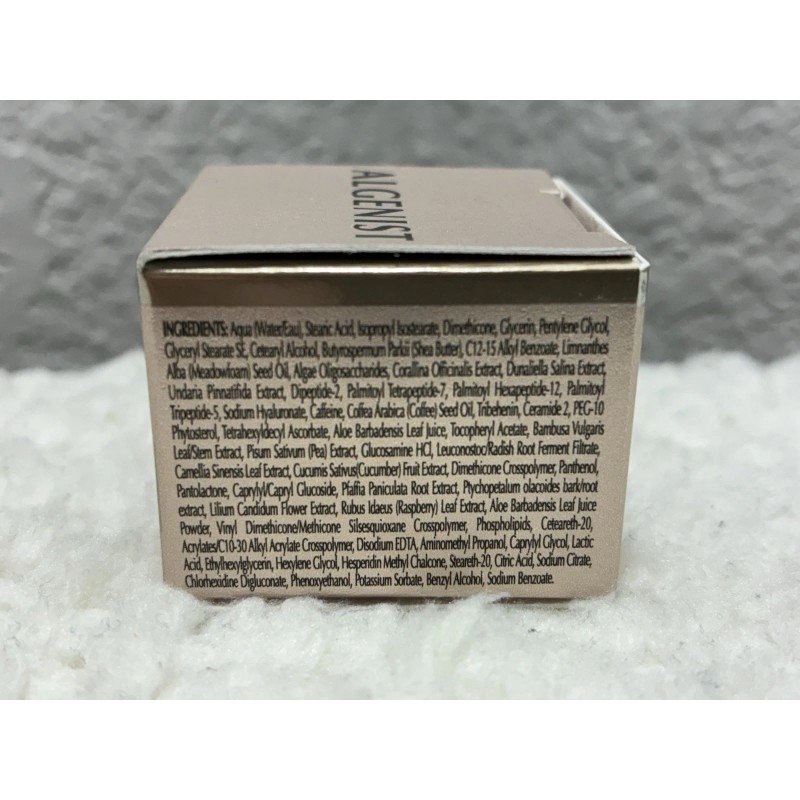 ALGENIST
INGREDIENTS: Aqua (Water/Eau), Stearic Acid, Isopropyl Isostearate, Dimethicone, Glycerin, Pentylene Glycol,
Glyceryl Stearate SE, Cetearyl Alcohol, Butyrospermum Parkii (Shea Butter), C12-15 Alkyl Benzoate, Limnanthes
Alba (Meadowfoam) Seed Oil, Algae Oligosaccharides, Corallina Officinalis Extract, Dunaliella Salina Extract,
Undaria Pinnatifida Extract, Dipeptide-2, Palmitoyl Tetrapeptide-7, Palmitoyl Hexapeptide-12, Palmitoyl
Tripeptide-5, Sodium Hyaluronate, Caffeine, Coffea Arabica (Coffee) Seed Oil, Tribehenin, Ceramide 2, PEG-10
Phytosterol, Tetrahexyldecyl Ascorbate, Aloe Barbadensis Leaf Juice, Tocopheryl Acetate, Bambusa Vulgaris
Leaf/Stem Extract, Pisum Sativum (Pea) Extract, Glucosamine HCl, Leuconostoc/Radish Root Ferment Filtrate,
Camellia Sinensis Leaf Extract, Cucumis Sativus(Cucumber) Fruit Extract, Dimethicone Crosspolymer, Panthenol,
Pantolactone, Caprylyl/Capryl Glucoside, Pfaffia Paniculata Root Extract, Ptychopetalum olacoides bark/root
extract, Lilium Candidum Flower Extract, Rubus Idaeus (Raspberry) Leaf Extract, Aloe Barbadensis Leaf Juice
Powder, Vinyl Dimethicone/Methicone Silsesquioxane Crosspolymer, Phospholipids, Ceteareth-20,
Acrylates/C10-30 Alkyl Acrylate Crosspolymer, Disodium EDTA, Aminomethyl Propanol, Caprylyl Glycol, Lactic
Acid, Ethylhexylglycerin, Hexylene Glycol, Hesperidin Methyl Chalcone, Steareth-20, Citric Acid, Sodium Citrate,
Chlorhexidine Digluconate, Phenoxyethanol, Potassium Sorbate, Benzyl Alcohol, Sodium Benzoate.